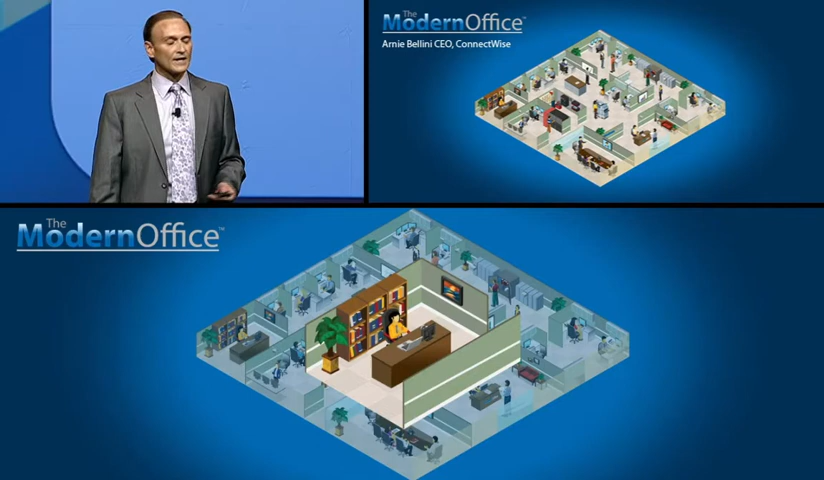 The
ModernOffice™
Arnie Bellini CEO, ConnectWise
The
ModernOffice™